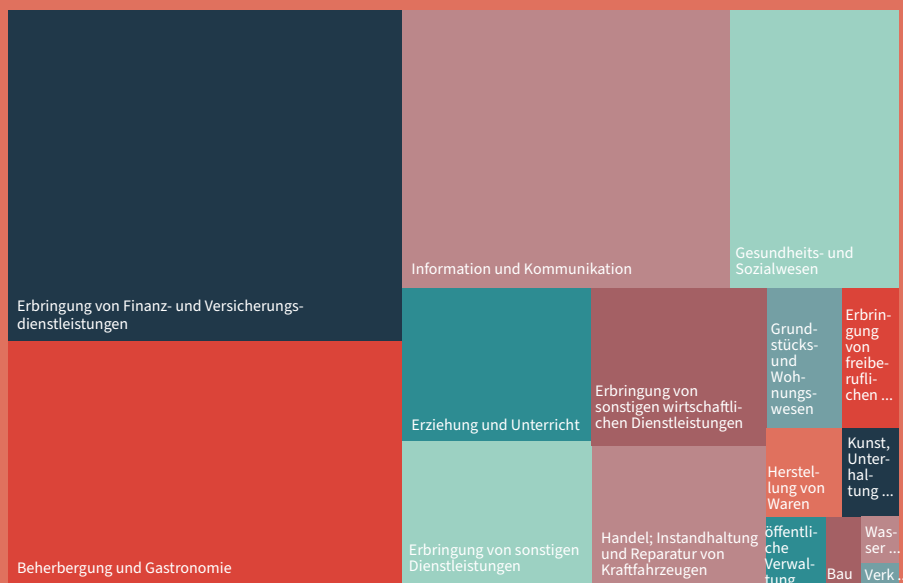 Erbringung von Finanz- und Versicherungs-
dienstleistungen
Beherbergung und Gastronomie
Information und Kommunikation
Gesundheits- und
Sozialwesen
Erziehung und Unterricht
Erbringung von sonstigen
Dienstleistungen
Erbringung von
sonstigen wirtschaftli-
chen Dienstleistungen
Handel; Instandhaltung
und Reparatur von
Kraftfahrzeugen
Grund-
stücks-
und
Woh-
nungs-
wesen
Erbrin-
gung
von
freibe-
rufli-
chen ...
Herstel-
lung von
Waren
Kunst,
Unter-
hal-
tung ...
öffentli-
che
Verwal-
tung
Bau
Was-
ser ...
Verk.